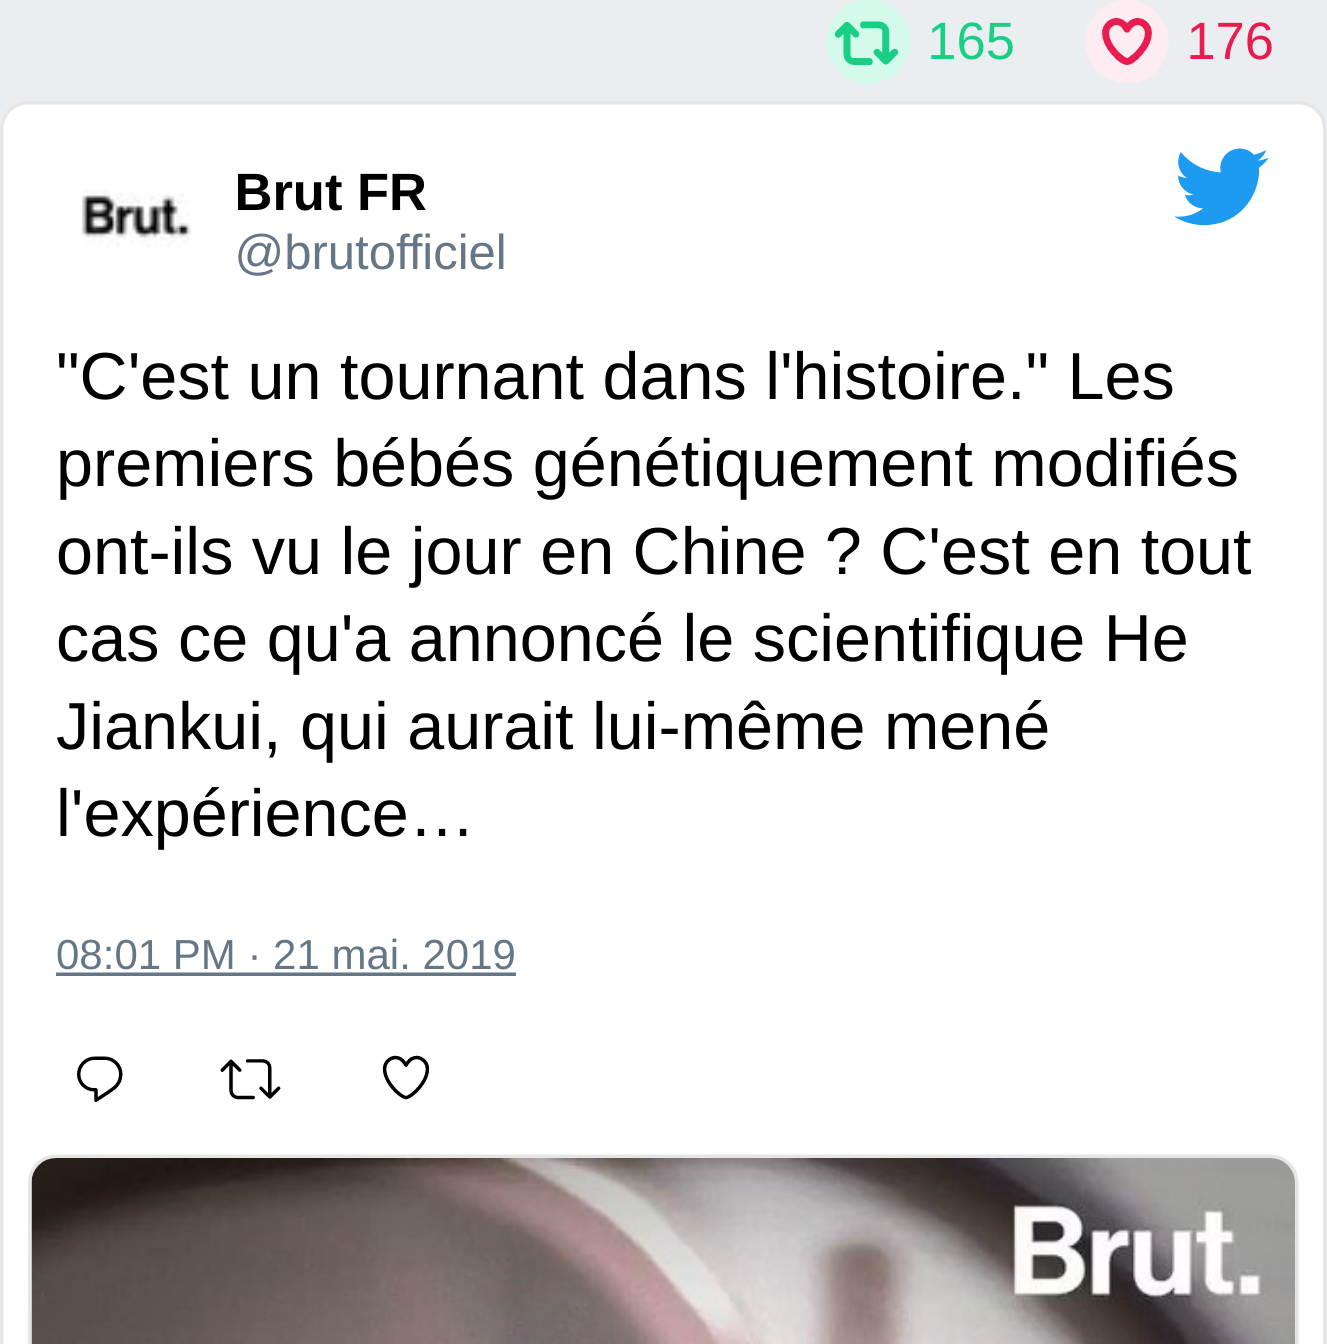 165 176
Brut.
Brut FR
@brutofficiel
"C'est un tournant dans l'histoire." Les
premiers bébés génétiquement modifiés
ont-ils vu le jour en Chine ? C'est en tout
cas ce qu'a annoncé le scientifique He
Jiankui, qui aurait lui-même mené
l'expérience…
08:01 PM · 21 mai. 2019
Brut.